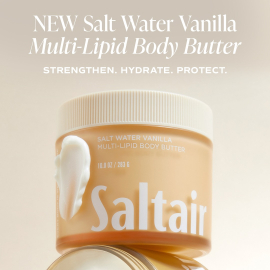 NEW Salt Water Vanilla
Multi-Lipid Body Butter
STRENGTHEN. HYDRATE. PROTECT.
SALT WATER VANILLA
MULTI-LIPID BODY BUTTER
Saltair